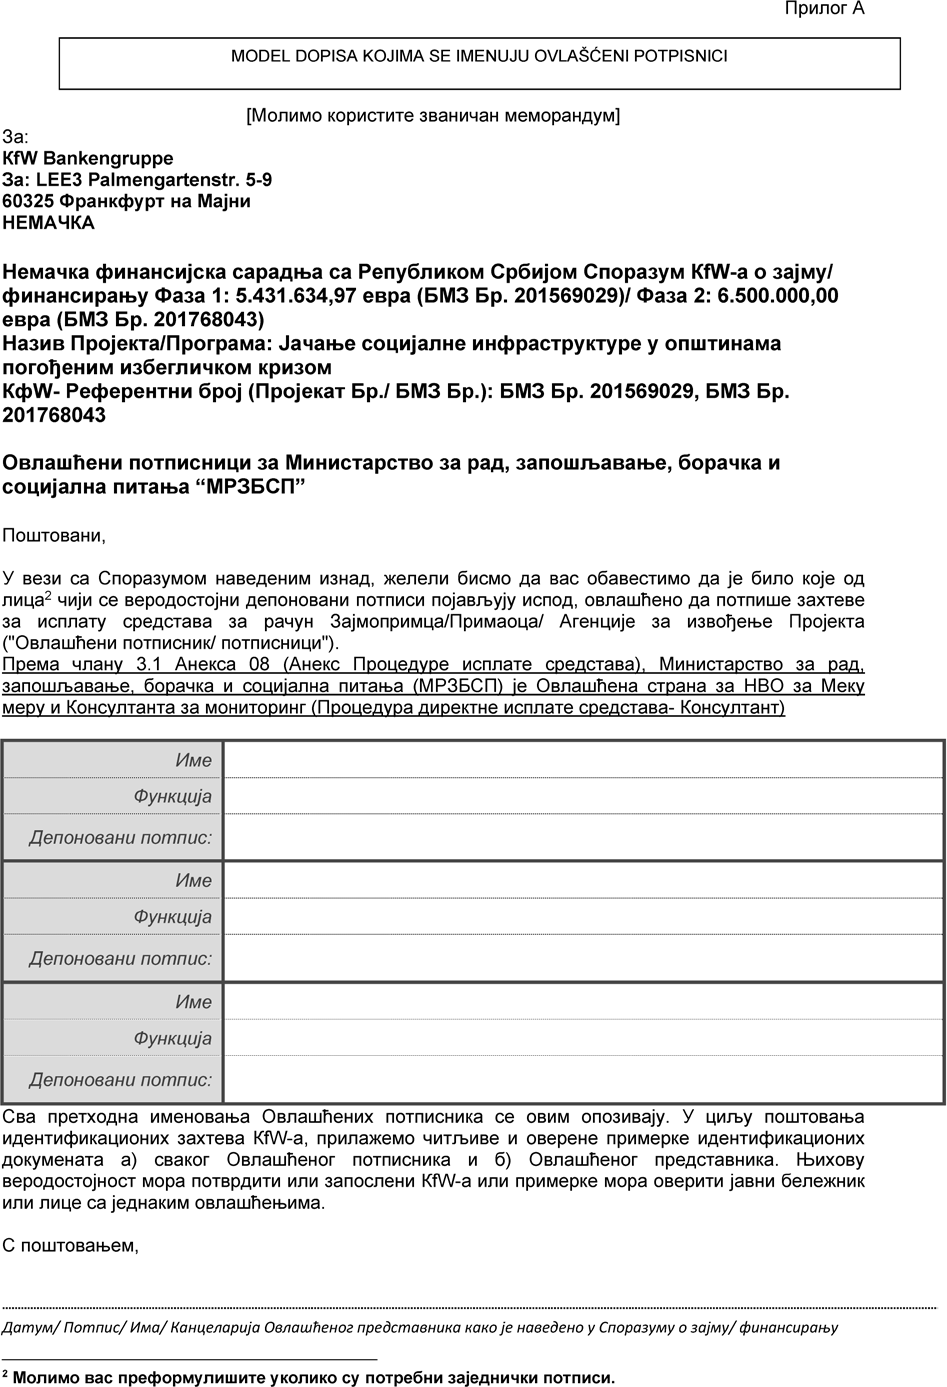 Прилог А
MODEL DOPISA KOJIMA SE IMENUJU OVLAŠĆENI POTPISNICI
[Молимо користите званичан меморандум]
За:
KfW Bankengruppe
За: LEE3 Palmengartenstr. 5-9
60325 Франкфурт на Мајни
НЕМАЧКА
Немачка финансијска сарадња са Републиком Србијом Споразум KfW-а о зајму/
финансирању Фаза 1: 5.431.634,97 евра (БМЗ Бр. 201569029)/ Фаза 2: 6.500.000,00
евра (БМЗ Бр. 201768043)
Назив Пројекта/Програма: Јачање социјалне инфраструктуре у општинама
погођеним избегличком кризом
КфW- Референтни број (Пројекат Бр./ БМЗ Бр.): БМЗ Бр. 201569029, БМЗ Бр.
201768043
Овлашћени потписници за Министарство за рад, запошљавање, борачка и
социјална питања “МРЗБСП”
Поштовани,
У вези са Споразумом наведеним изнад, желели бисмо да вас обавестимо да је било које од
лица² чији се веродостојни депоновани потписи појављују испод, овлашћено да потпише захтеве
за исплату средстава за рачун Зајмопримца/Примаоца/ Агенције за извођење Пројекта
("Овлашћени потписник/ потписници").
Према члану 3.1 Анекса 08 (Анекс Процедуре исплате средстава), Министарство за рад,
запошљавање, борачка и социјална питања (МРЗБСП) је Овлашћена страна за НВО за Меку
меру и Консултанта за мониторинг (Процедура директне исплате средстава- Консултант)
Име
Функција
Депоновани потпис:
Име
Функција
Депоновани потпис:
Име
Функција
Депоновани потпис:
Сва претходна именовања Овлашћених потписника се овим опозивају. У циљу поштовања
идентификационих захтева KfW-а, прилажемо читљиве и оверене примерке идентификационих
докумената а) сваког Овлашћеног потписника и б) Овлашћеног представника. Њихову
веродостојност мора потврдити или запослени KfW-а или примерке мора оверити јавни бележник
или лице са једнаким овлашћењима.
С поштовањем,
Датум/ Потпис/ Има/ Канцеларија Овлашћеног представника како је наведено у Споразуму о зајму/ финансирању
² Молимо вас преформулишите уколико су потребни заједнички потписи.